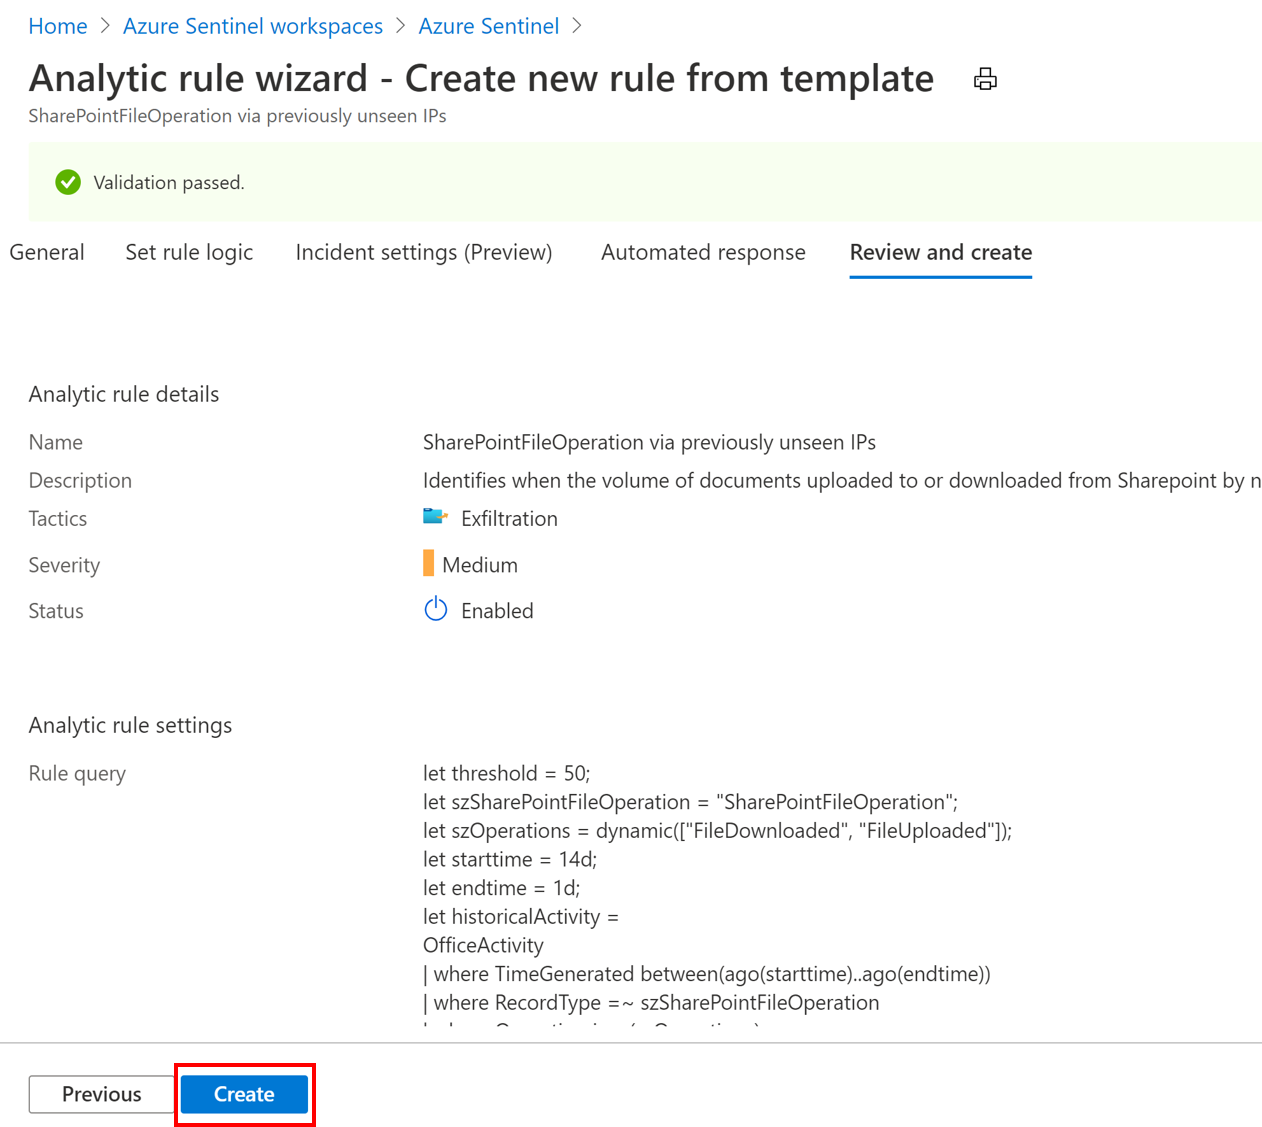 Home > Azure Sentinel workspaces > Azure Sentinel >
Analytic rule wizard - Create new rule from template
SharePointFileOperation via previously unseen IPs
Validation passed.
General Set rule logic Incident settings (Preview) Automated response Review and create
Analytic rule details
Name SharePointFileOperation via previously unseen IPs
Description Identifies when the volume of documents uploaded to or downloaded from Sharepoint by n
Tactics Exfiltration
Severity Medium
Status Enabled
Analytic rule settings
Rule query let threshold = 50;
let szSharePointFileOperation = "SharePointFileOperation";
let szOperations = dynamic(["FileDownloaded", "FileUploaded"]);
let starttime = 14d;
let endtime = 1d;
let historicalActivity =
OfficeActivity
| where TimeGenerated between(ago(starttime)..ago(endtime))
| where RecordType =~ szSharePointFileOperation
Previous Create